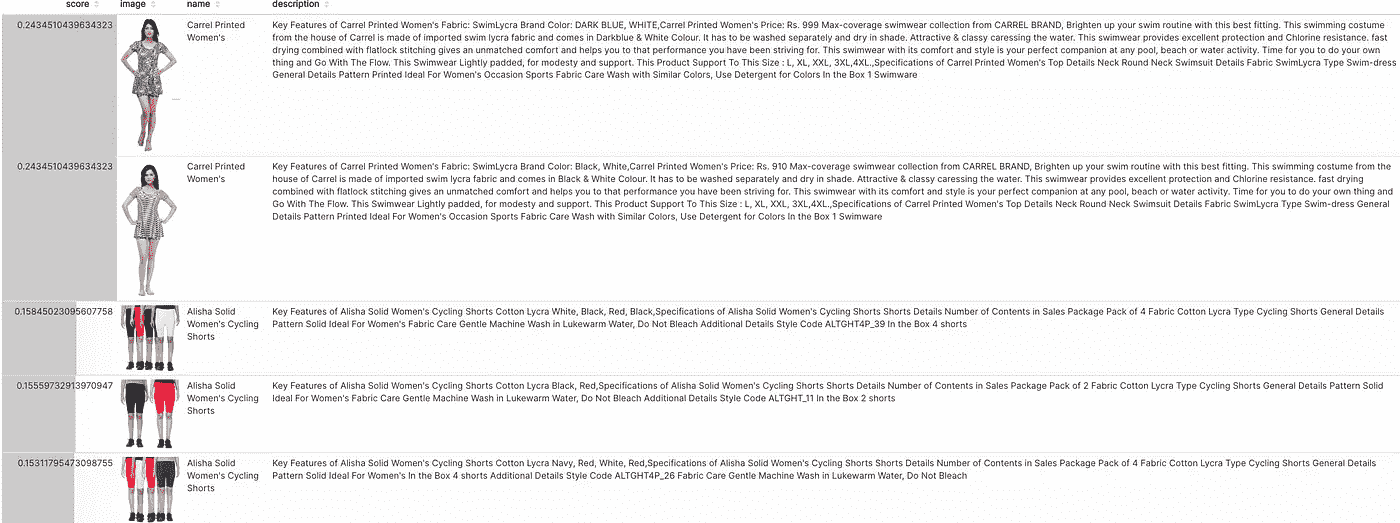 score image name description
0.2434510439634323 Carrel Printed Key Features of Carrel Printed Women's Fabric: SwimLycra Brand Color: DARK BLUE, WHITE,Carrel Printed Women's Price: Rs. 999 Max-coverage swimwear collection from CARREL BRAND, Brighten up your swim routine with this best fitting. This swimming costume
Women's from the house of Carrel is made of imported swim lycra fabric and comes in Darkblue & White Colour. It has to be washed separately and dry in shade. Attractive & classy caressing the water. This swimwear provides excellent protection and Chlorine resistance. fast
drying combined with flatlock stitching gives an unmatched comfort and helps you to that performance you have been striving for. This swimwear with its comfort and style is your perfect companion at any pool, beach or water activity. Time for you to do your own
thing and Go With The Flow. This Swimwear Lightly padded, for modesty and support. This Product Support To This Size : L, XL, XXL, 3XL,4XL.,Specifications of Carrel Printed Women's Top Details Neck Round Neck Swimsuit Details Fabric SwimLycra Type Swim-dress
General Details Pattern Printed Ideal For Women's Occasion Sports Fabric Care Wash with Similar Colors, Use Detergent for Colors In the Box 1 Swimware
0.2434510439634323 Carrel Printed Key Features of Carrel Printed Women's Fabric: SwimLycra Brand Color: Black, White,Carrel Printed Women's Price: Rs. 910 Max-coverage swimwear collection from CARREL BRAND, Brighten up your swim routine with this best fitting. This swimming costume from the
Women's house of Carrel is made of imported swim lycra fabric and comes in Black & White Colour. It has to be washed separately and dry in shade. Attractive & classy caressing the water. This swimwear provides excellent protection and Chlorine resistance. fast drying
combined with flatlock stitching gives an unmatched comfort and helps you to that performance you have been striving for. This swimwear with its comfort and style is your perfect companion at any pool, beach or water activity. Time for you to do your own thing and
Go With The Flow. This Swimwear Lightly padded, for modesty and support. This Product Support To This Size : L, XL, XXL, 3XL,4XL.,Specifications of Carrel Printed Women's Top Details Neck Round Neck Swimsuit Details Fabric SwimLycra Type Swim-dress General
Details Pattern Printed Ideal For Women's Occasion Sports Fabric Care Wash with Similar Colors, Use Detergent for Colors In the Box 1 Swimware
0.15845023095607758 Alisha Solid Key Features of Alisha Solid Women's Cycling Shorts Cotton Lycra White, Black, Red, Black,Specifications of Alisha Solid Women's Cycling Shorts Shorts Details Number of Contents in Sales Package Pack of 4 Fabric Cotton Lycra Type Cycling Shorts General Details
Women's Cycling Pattern Solid Ideal For Women's Fabric Care Gentle Machine Wash in Lukewarm Water, Do Not Bleach Additional Details Style Code ALTGHT4P_39 In the Box 4 shorts
Shorts
0.15559732913970947 Alisha Solid Key Features of Alisha Solid Women's Cycling Shorts Cotton Lycra Black, Red,Specifications of Alisha Solid Women's Cycling Shorts Shorts Details Number of Contents in Sales Package Pack of 2 Fabric Cotton Lycra Type Cycling Shorts General Details Pattern Solid
Women's Cycling Ideal For Women's Fabric Care Gentle Machine Wash in Lukewarm Water, Do Not Bleach Additional Details Style Code ALTGHT_11 In the Box 2 shorts
Shorts
0.15311795473098755 Alisha Solid Key Features of Alisha Solid Women's Cycling Shorts Cotton Lycra Navy, Red, White, Red,Specifications of Alisha Solid Women's Cycling Shorts Shorts Details Number of Contents in Sales Package Pack of 4 Fabric Cotton Lycra Type Cycling Shorts General Details
Women's Cycling Pattern Solid Ideal For Women's In the Box 4 shorts Additional Details Style Code ALTGHT4P_26 Fabric Care Gentle Machine Wash in Lukewarm Water, Do Not Bleach
Shorts